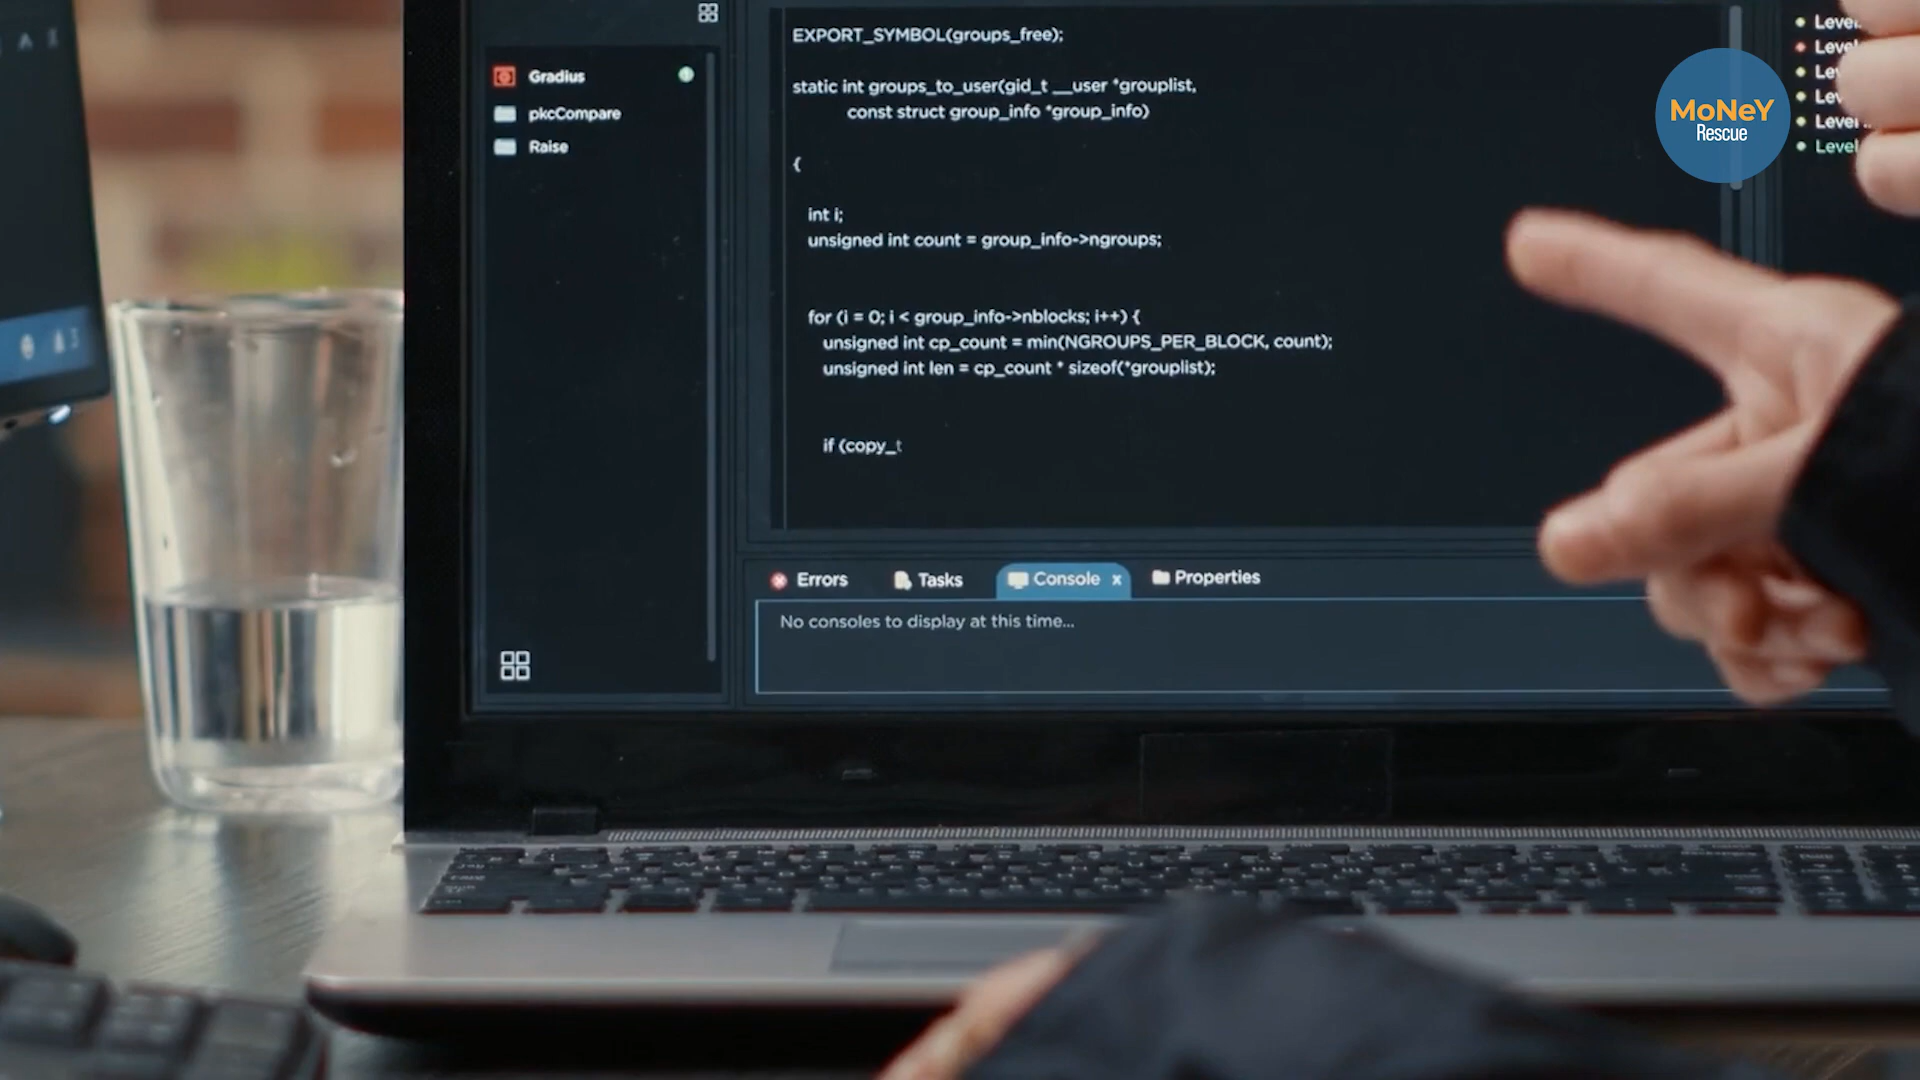 Gradius
pkcCompare
Raise
EXPORT_SYMBOL(groups_free);
static int groups_to_user(gid_t __user *grouplist,
const struct group_info *group_info)
{
int i;
unsigned int count = group_info->ngroups;
for (i = 0; i < group_info->nblocks; i++) {
unsigned int cp_count = min(NGROUPS_PER_BLOCK, count);
unsigned int len = cp_count * sizeof(*grouplist);
if (copy_t
Errors
Tasks
Console x
Properties
No consoles to display at this time...
Level
MoNeY
Rescue